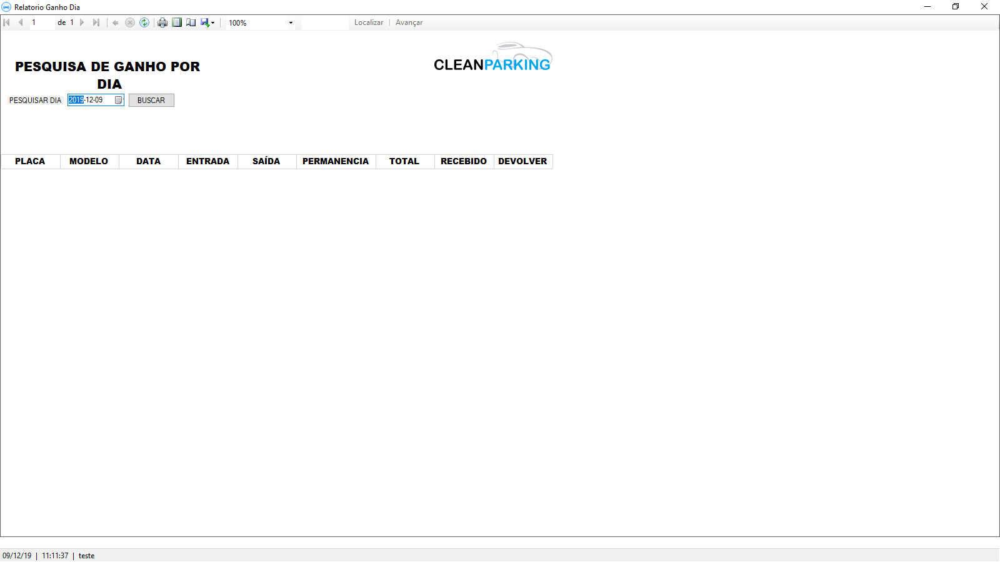 Relatorio Ganho Dia
1 de 1 100% Localizar Avançar
CLEANPARKING
PESQUISA DE GANHO POR
DIA
PESQUISAR DIA 2019-12-09 BUSCAR
PLACA MODELO DATA ENTRADA SAÍDA PERMANENCIA TOTAL RECEBIDO DEVOLVER
09/12/19 | 11:11:37 | teste